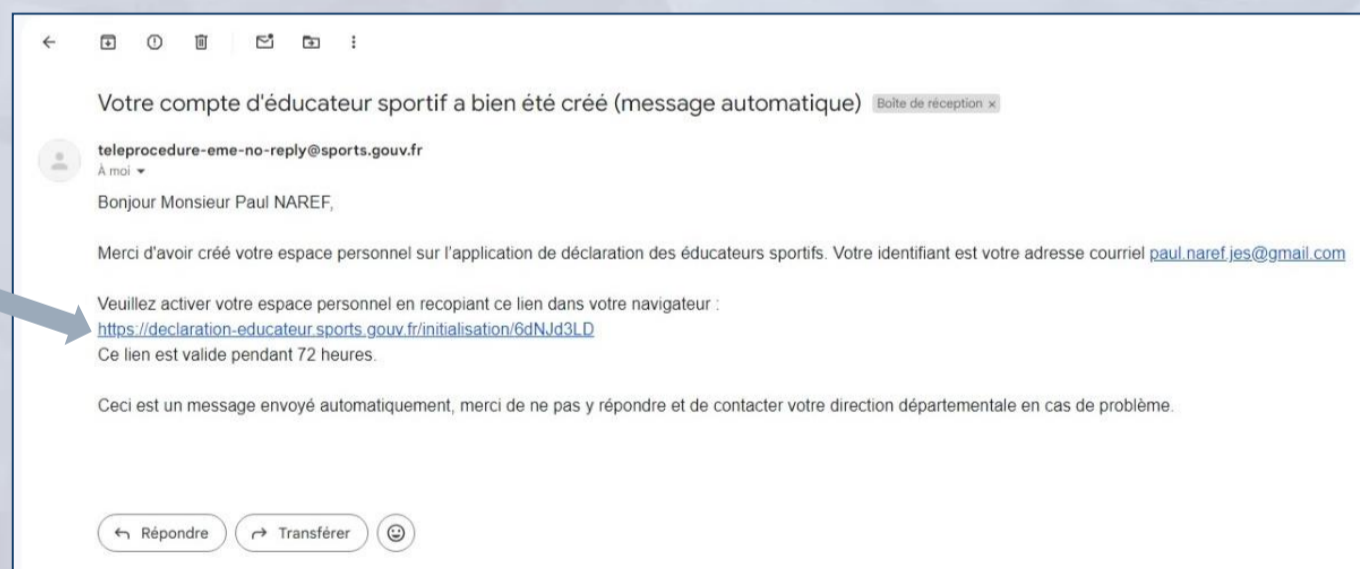 Votre compte d'éducateur sportif a bien été créé (message automatique) Boîte de réception ×
teleprocedure-eme-no-reply@sports.gouv.fr
À moi
Bonjour Monsieur Paul NAREF,
Merci d'avoir créé votre espace personnel sur l'application de déclaration des éducateurs sportifs. Votre identifiant est votre adresse courriel paul.naref.jes@gmail.com
Veuillez activer votre espace personnel en recopiant ce lien dans votre navigateur :
https://declaration-educateur.sports.gouv.fr/initialisation/6dNJd3LD
Ce lien est valide pendant 72 heures.
Ceci est un message envoyé automatiquement, merci de ne pas y répondre et de contacter votre direction départementale en cas de problème.
Répondre Transférer